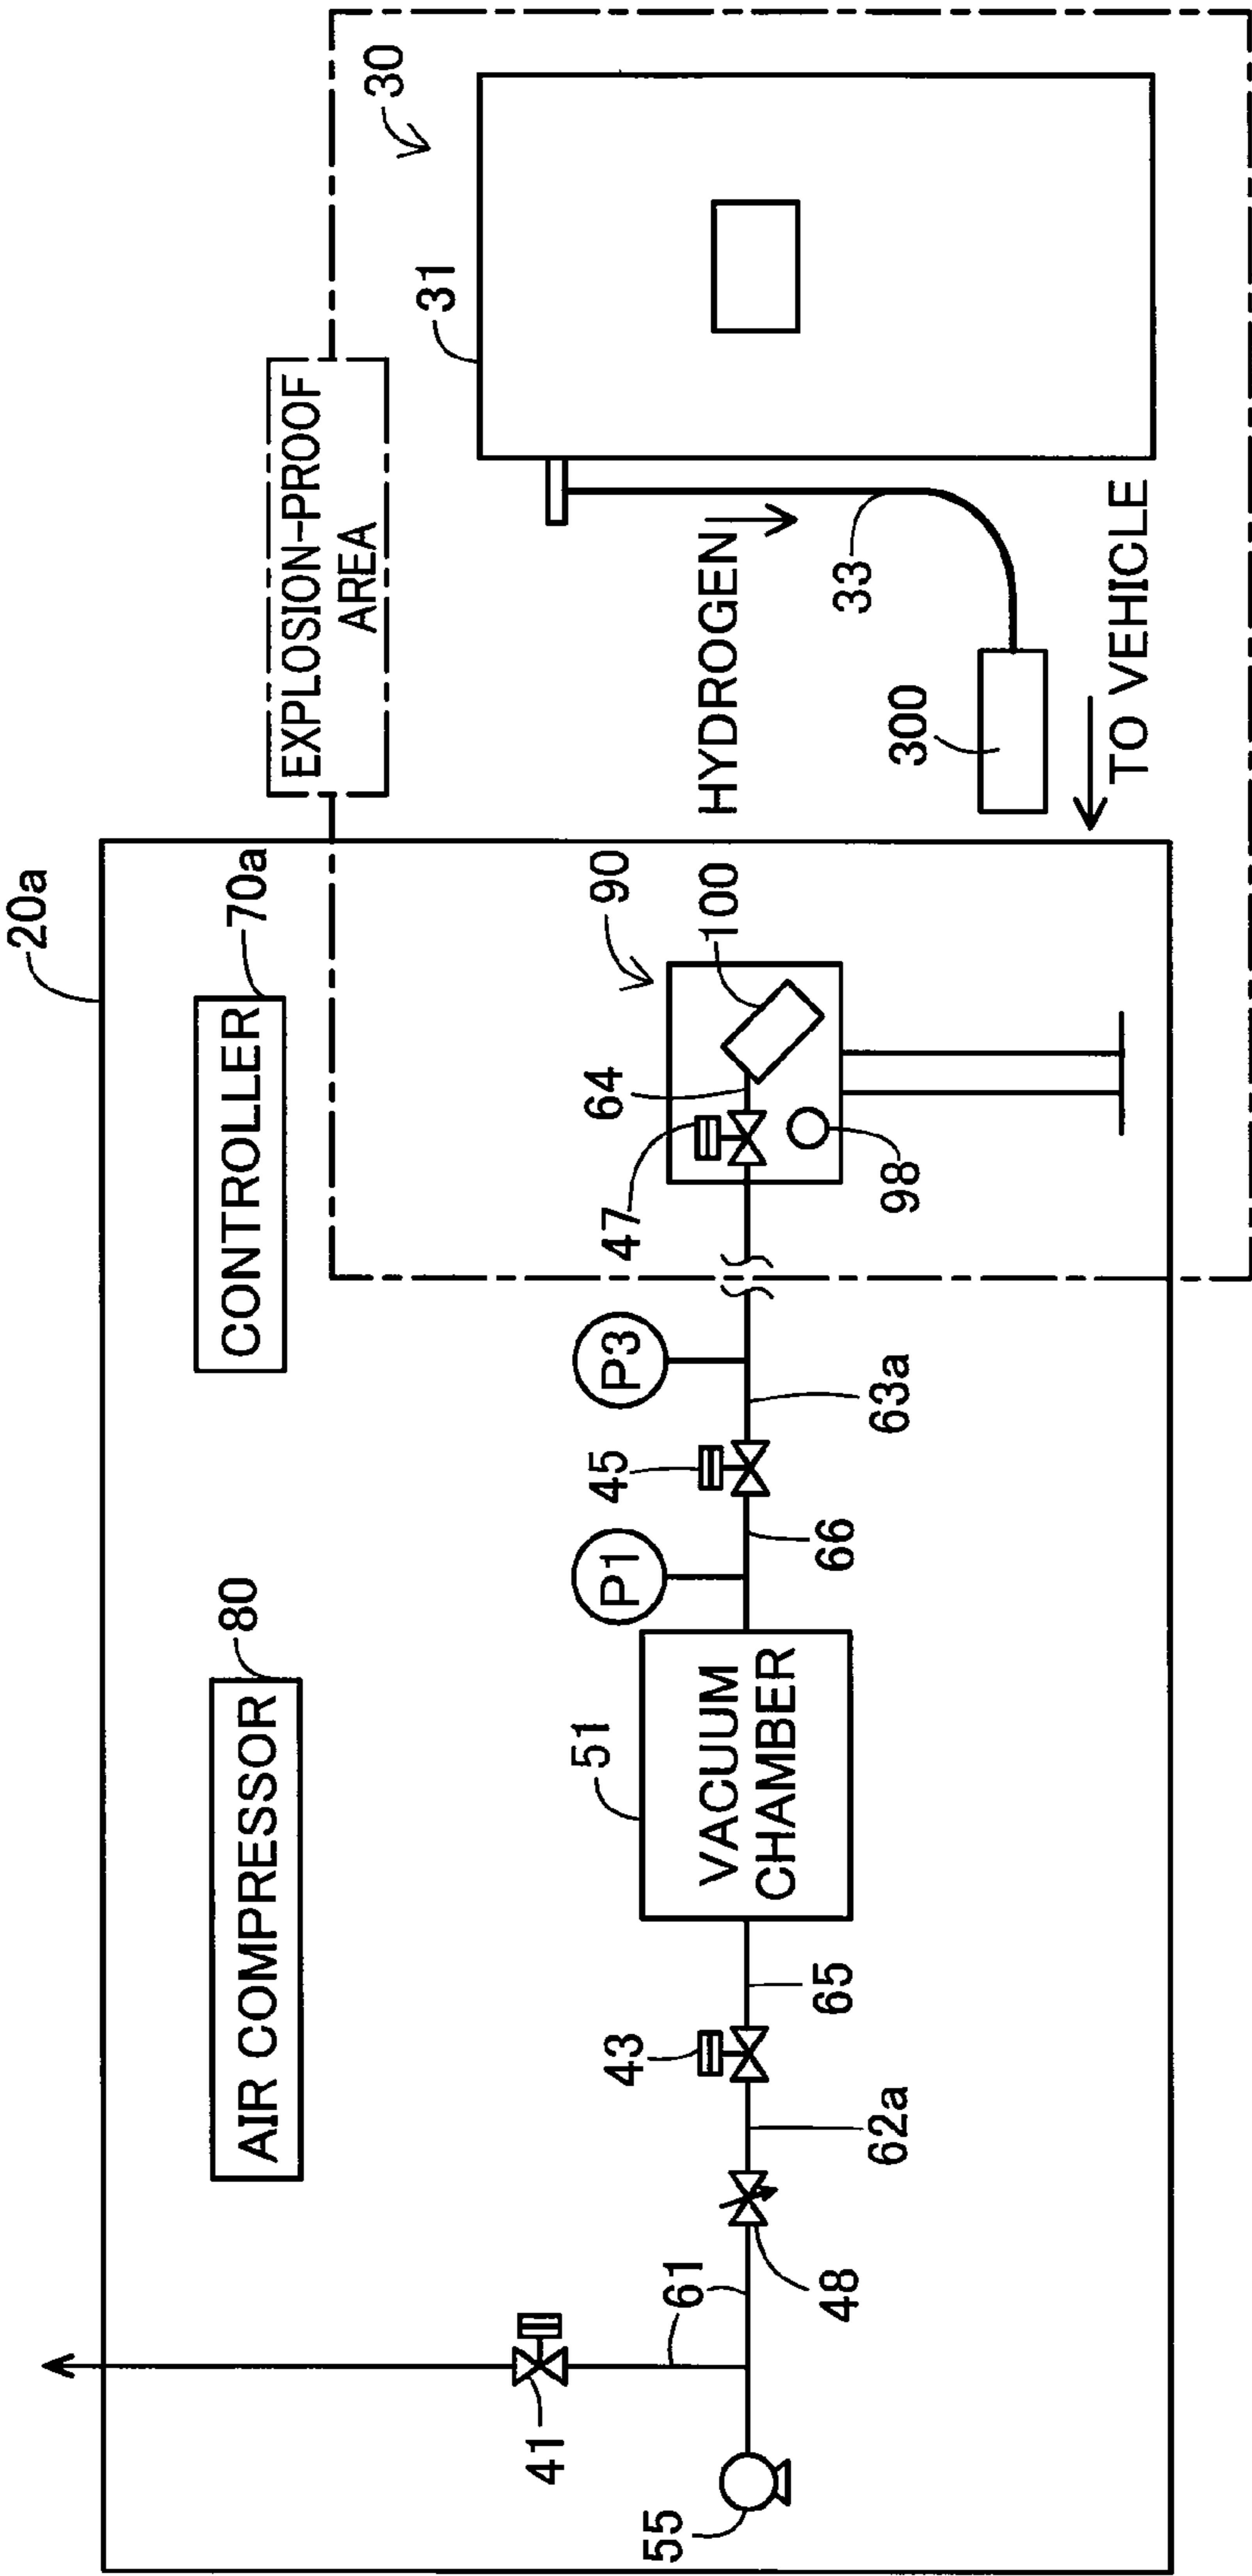 20a
AIR COMPRESSOR
80
CONTROLLER
70a
EXPLOSION-PROOF
AREA
30
31
41
61
55
48
62a
43
65
51
VACUUM
CHAMBER
P1
66
45
P3
63a
47
64
90
100
98
HYDROGEN
33
300
TO VEHICLE